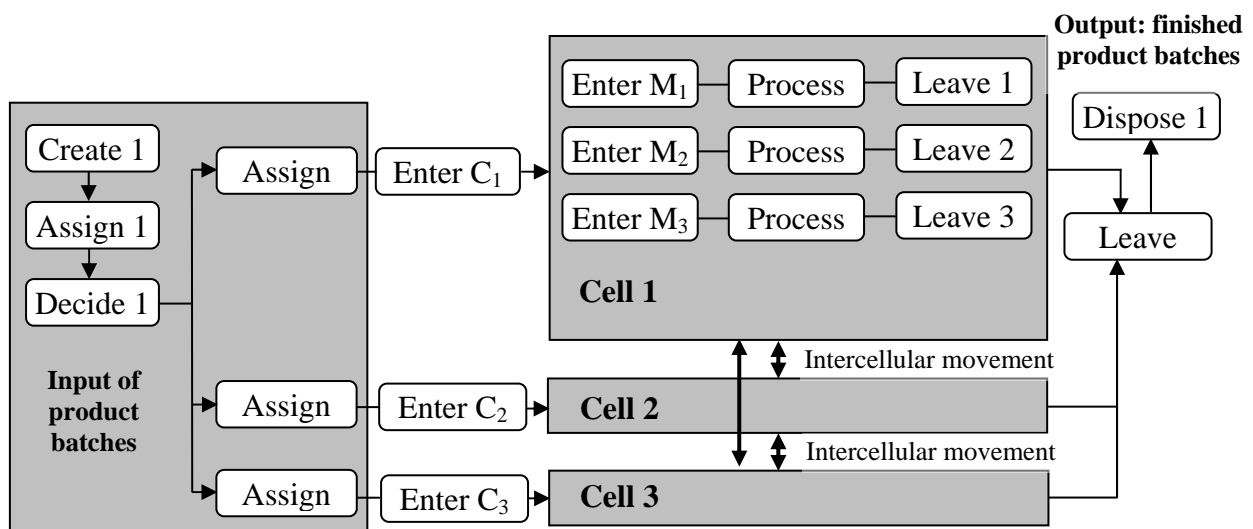 Output: finished
product batches
Create 1
Assign 1
Decide 1
Input of
product
batches
Assign
Enter C₁
Enter M₁
Process
Leave 1
Enter M₂
Process
Leave 2
Enter M₃
Process
Leave 3
Cell 1
Dispose 1
Leave
Intercellular movement
Assign
Enter C₂
Cell 2
Intercellular movement
Assign
Enter C₃
Cell 3